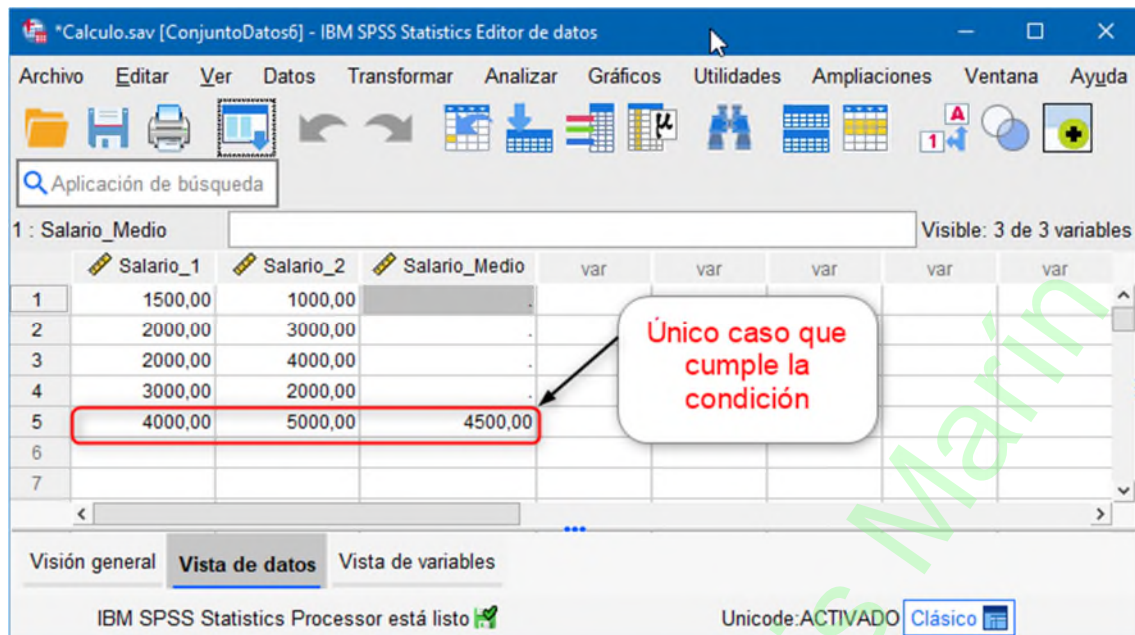 *Calculo.sav [ConjuntoDatos6] - IBM SPSS Statistics Editor de datos
Archivo Editar Ver Datos Transformar Analizar Gráficos Utilidades Ampliaciones Ventana Ayuda
μ A 1
Aplicación de búsqueda
1 : Salario_Medio Visible: 3 de 3 variables
Salario_1 Salario_2 Salario_Medio var var var var var
1 1500,00 1000,00 .
2 2000,00 3000,00 .
3 2000,00 4000,00 .
4 3000,00 2000,00 .
5 4000,00 5000,00 4500,00
6
7
Único caso que
cumple la
condición
Visión general Vista de datos Vista de variables
IBM SPSS Statistics Processor está listo Unicode:ACTIVADO Clásico
s Marín